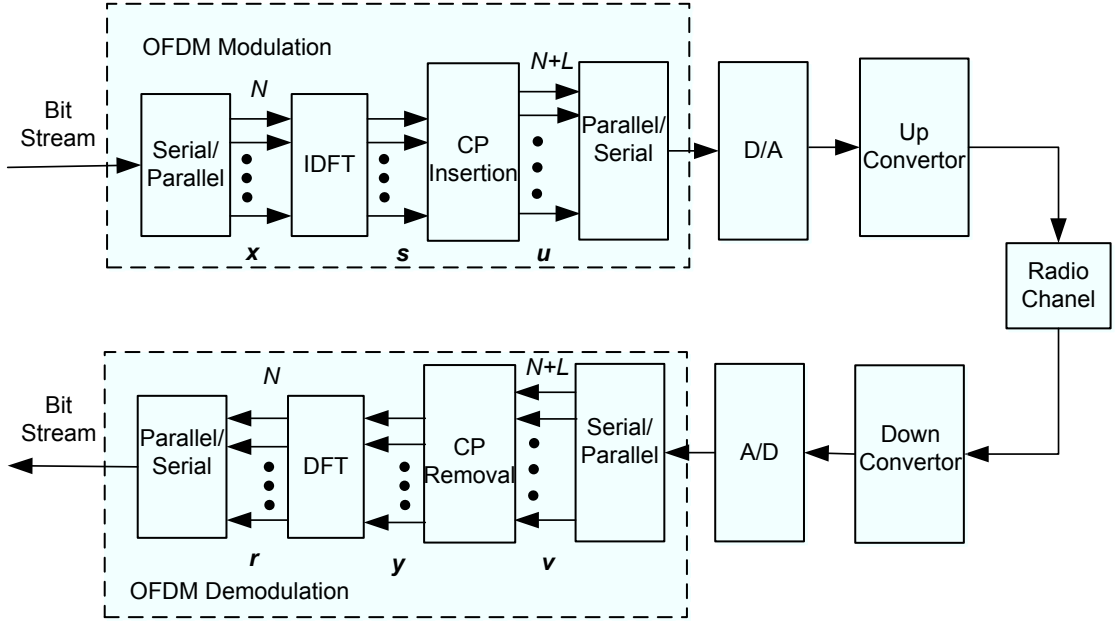 OFDM Modulation
N
N+L
Bit
Stream
Serial/
Parallel
IDFT
CP
Insertion
Parallel/
Serial
D/A
Up
Convertor
x
s
u
Radio
Chanel
N
N+L
Bit
Stream
Parallel/
Serial
DFT
CP
Removal
Serial/
Parallel
A/D
Down
Convertor
r
y
v
OFDM Demodulation